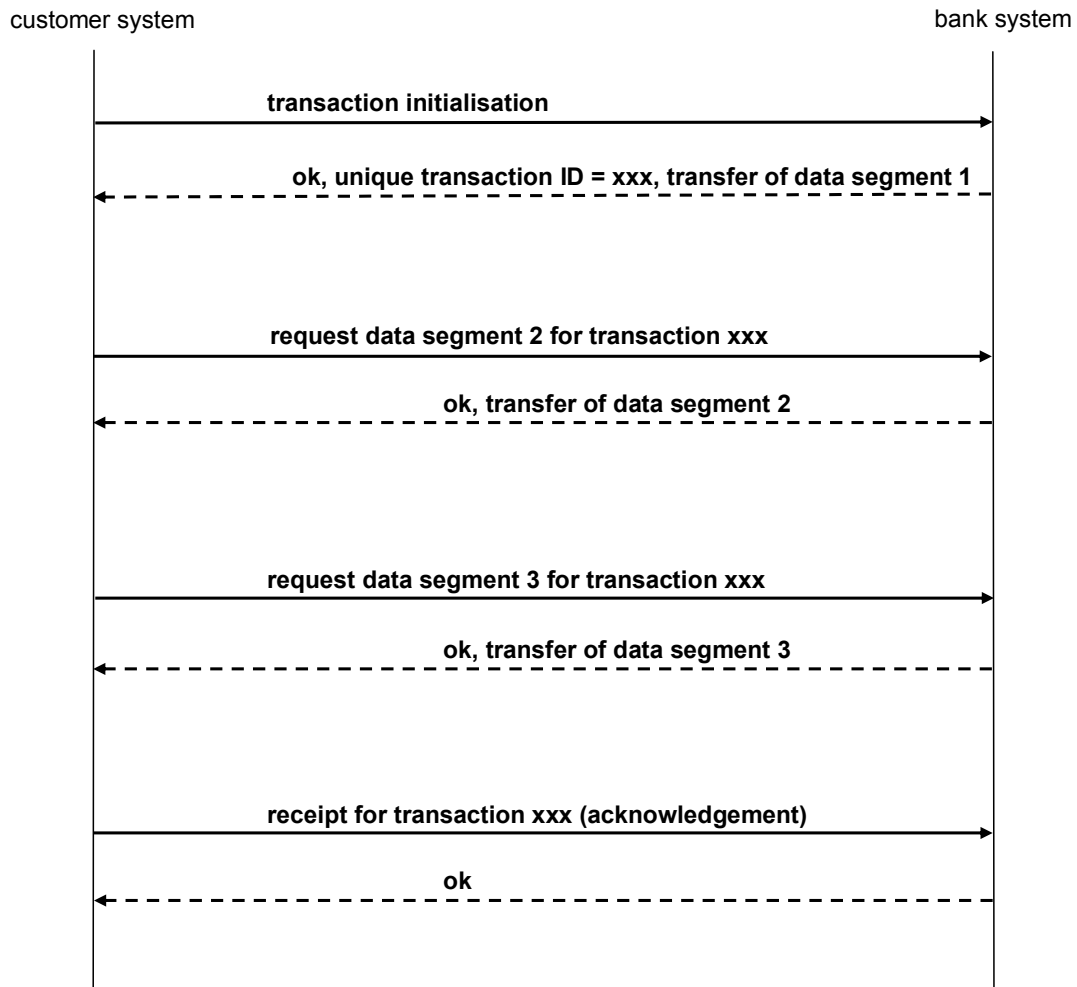 customer system
bank system
transaction initialisation
ok, unique transaction ID = xxx, transfer of data segment 1
request data segment 2 for transaction xxx
ok, transfer of data segment 2
request data segment 3 for transaction xxx
ok, transfer of data segment 3
receipt for transaction xxx (acknowledgement)
ok